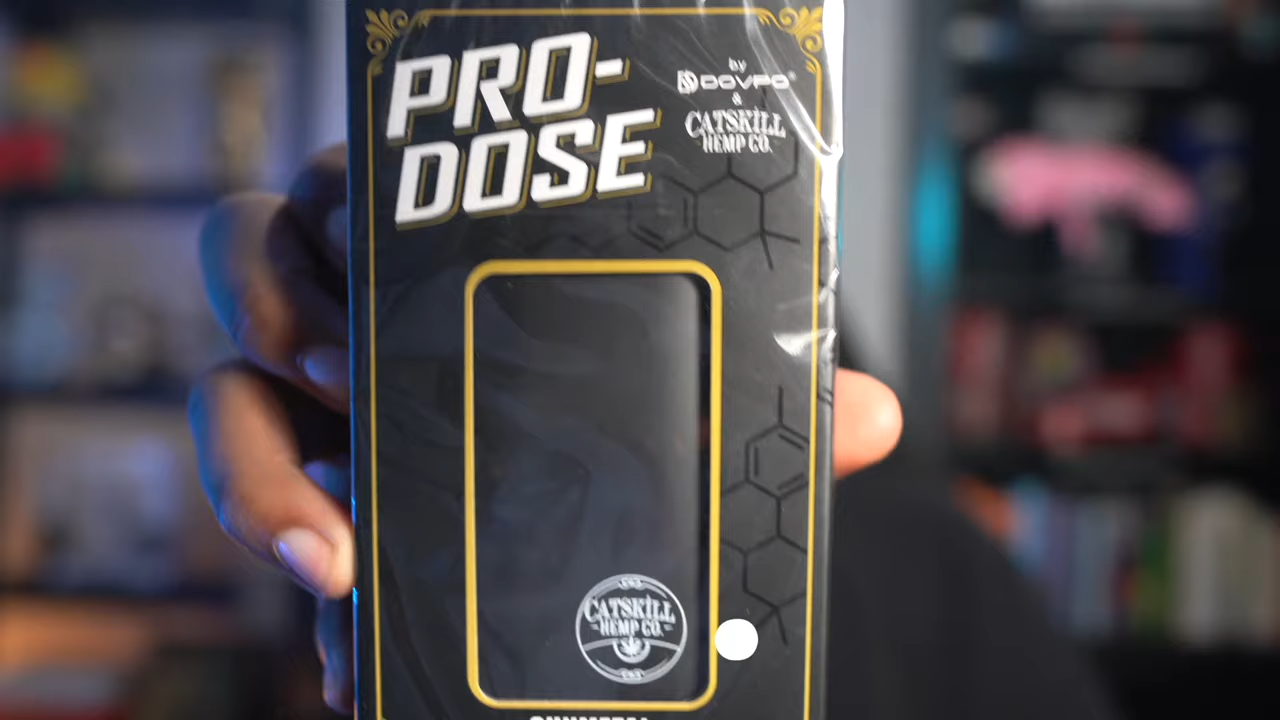 PRO-
DOSE
by
DOVPO®
&
CATSKILL
HEMP CO.
CATSKILL
HEMP CO.